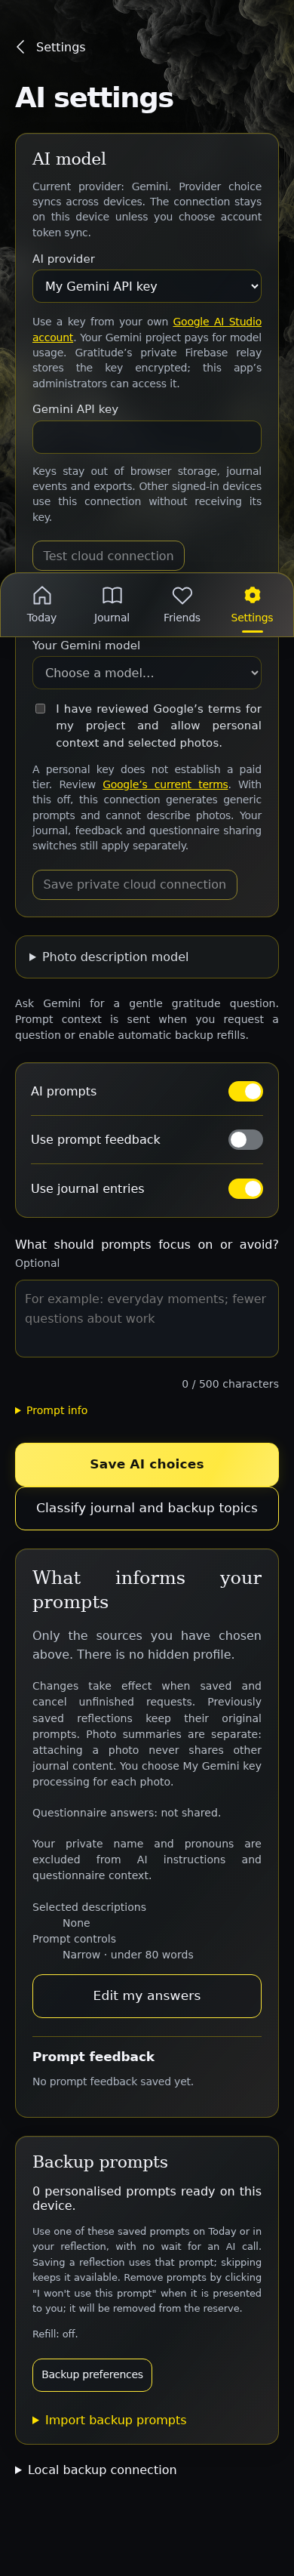 Settings
AI settings
AI model
Current provider: Gemini. Provider choice
syncs across devices. The connection stays
on this device unless you choose account
token sync.
AI provider
My Gemini API key
Use a key from your own Google AI Studio
account. Your Gemini project pays for model
usage. Gratitude’s private Firebase relay
stores the key encrypted; this app’s
administrators can access it.
Gemini API key
Keys stay out of browser storage, journal
events and exports. Other signed-in devices
use this connection without receiving its
key.
Test cloud connection
Today
Journal
Friends
Settings
Your Gemini model
Choose a model…
I have reviewed Google’s terms for
my project and allow personal
context and selected photos.
A personal key does not establish a paid
tier. Review Google’s current terms. With
this off, this connection generates generic
prompts and cannot describe photos. Your
journal, feedback and questionnaire sharing
switches still apply separately.
Save private cloud connection
Photo description model
Ask Gemini for a gentle gratitude question.
Prompt context is sent when you request a
question or enable automatic backup refills.
AI prompts
Use prompt feedback
Use journal entries
What should prompts focus on or avoid?
Optional
For example: everyday moments; fewer
questions about work
0 / 500 characters
Prompt info
Save AI choices
Classify journal and backup topics
What informs your
prompts
Only the sources you have chosen
above. There is no hidden profile.
Changes take effect when saved and
cancel unfinished requests. Previously
saved reflections keep their original
prompts. Photo summaries are separate:
attaching a photo never shares other
journal content. You choose My Gemini key
processing for each photo.
Questionnaire answers: not shared.
Your private name and pronouns are
excluded from AI instructions and
questionnaire context.
Selected descriptions
None
Prompt controls
Narrow · under 80 words
Edit my answers
Prompt feedback
No prompt feedback saved yet.
Backup prompts
0 personalised prompts ready on this
device.
Use one of these saved prompts on Today or in
your reflection, with no wait for an AI call.
Saving a reflection uses that prompt; skipping
keeps it available. Remove prompts by clicking
"I won't use this prompt" when it is presented
to you; it will be removed from the reserve.
Refill: off.
Backup preferences
Import backup prompts
Local backup connection